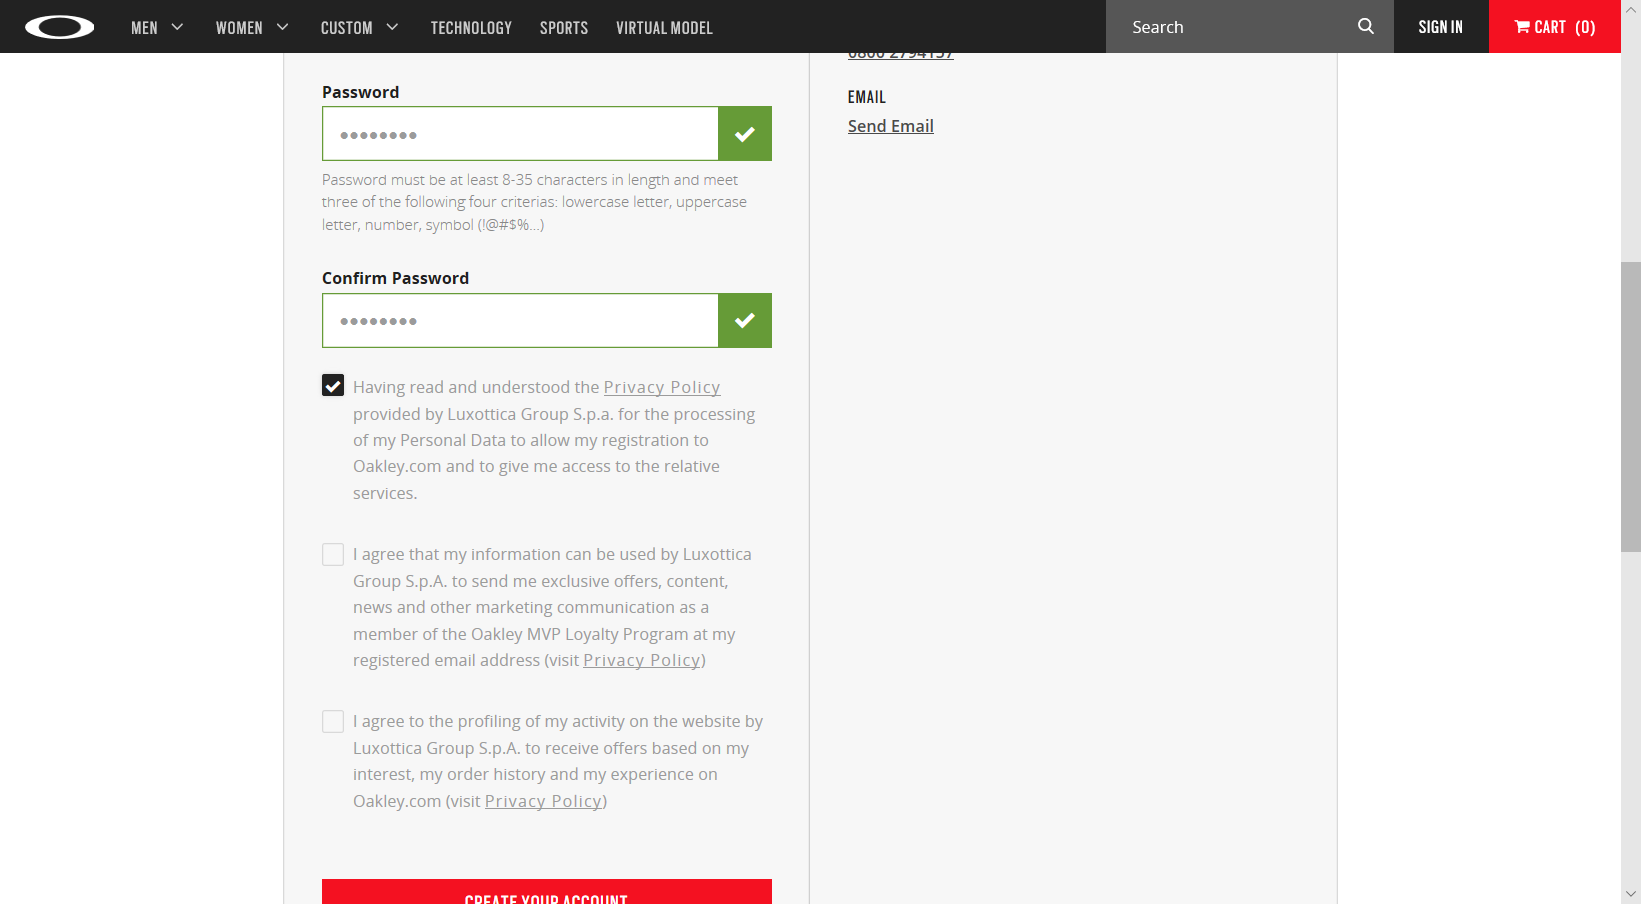 MEN
WOMEN
CUSTOM
TECHNOLOGY
SPORTS
VIRTUAL MODEL
Search
SIGN IN
CART (0)
Password
Password must be at least 8-35 characters in length and meet
three of the following four criterias: lowercase letter, uppercase
letter, number, symbol (!@#$%...)
Confirm Password
Having read and understood the Privacy Policy
provided by Luxottica Group S.p.a. for the processing
of my Personal Data to allow my registration to
Oakley.com and to give me access to the relative
services.
I agree that my information can be used by Luxottica
Group S.p.A. to send me exclusive offers, content,
news and other marketing communication as a
member of the Oakley MVP Loyalty Program at my
registered email address (visit Privacy Policy)
I agree to the profiling of my activity on the website by
Luxottica Group S.p.A. to receive offers based on my
interest, my order history and my experience on
Oakley.com (visit Privacy Policy)
CREATE YOUR ACCOUNT
EMAIL
Send Email